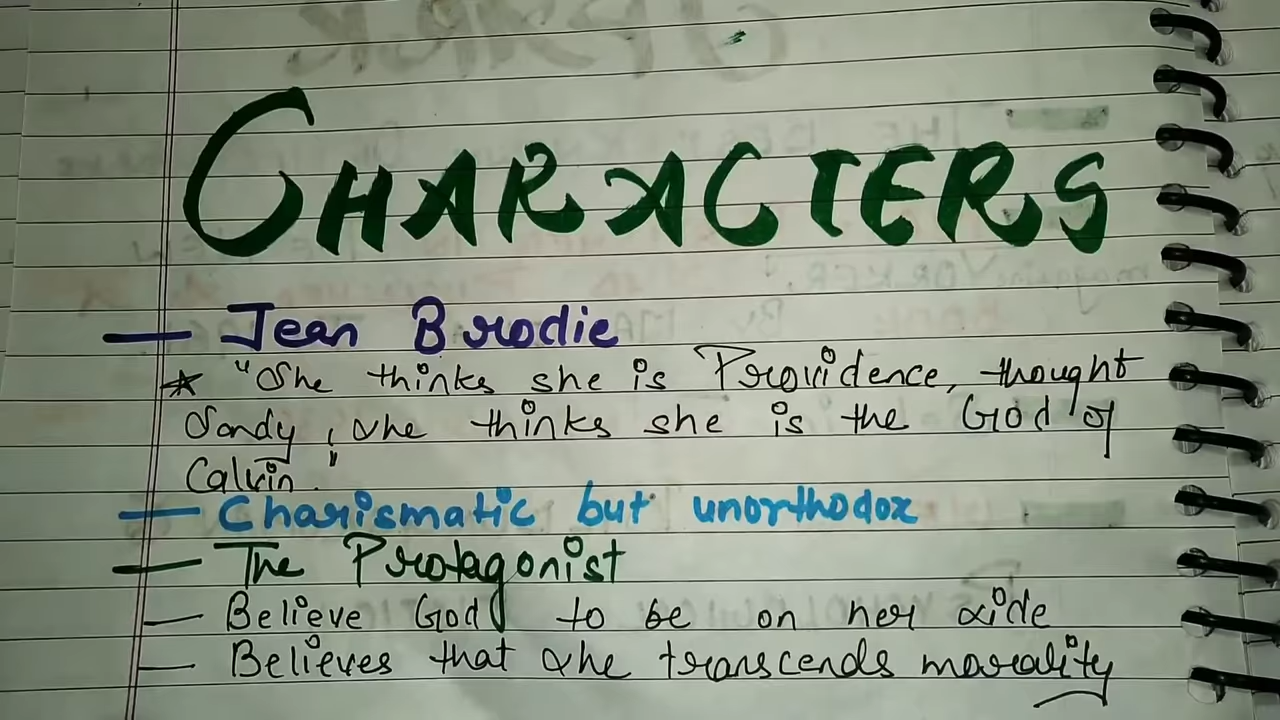 CHARACTERS
— Jean Brodie
* "She thinks she is Providence, thought
Sandy, she thinks she is the God of
Calvin."
— Charismatic but unorthodox
— The Protagonist
— Believe God to be on her side
— Believes that she transcends morality